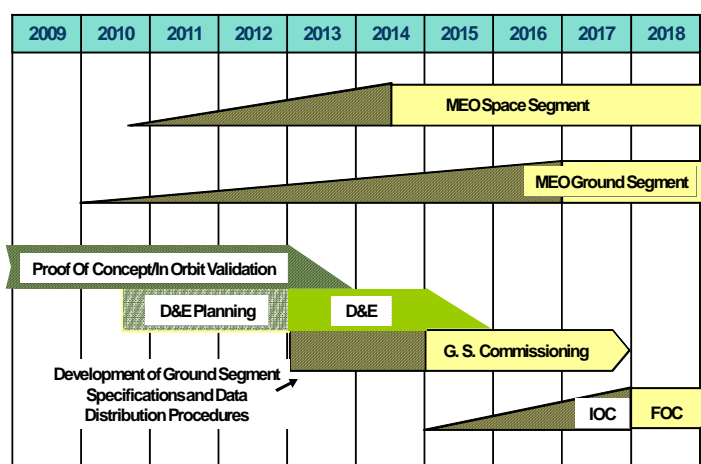 2009 2010 2011 2012 2013 2014 2015 2016 2017 2018
MEO Space Segment
MEO Ground Segment
Proof Of Concept/In Orbit Validation
D&E Planning D&E
G. S. Commissioning
Development of Ground Segment
Specifications and Data
Distribution Procedures
IOC FOC